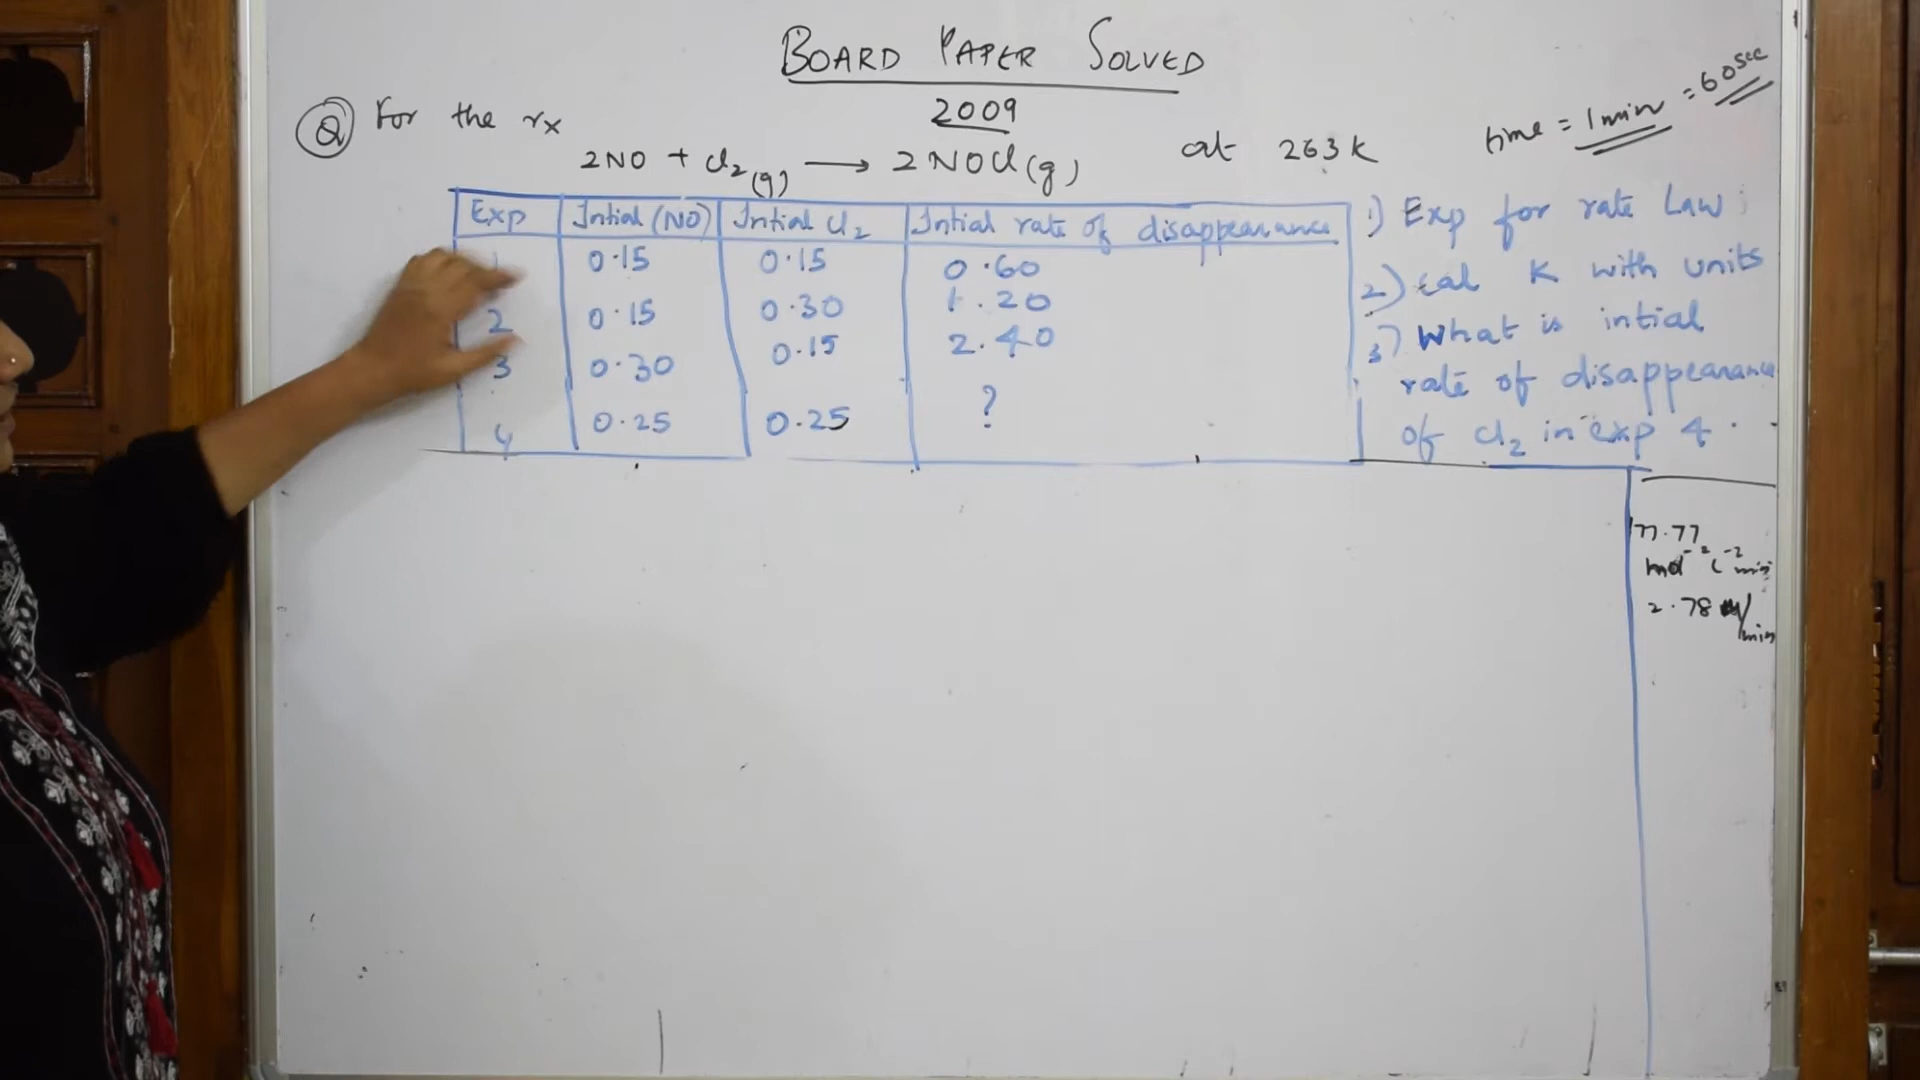 BOARD PAPER SOLVED
2009
time = 1 min = 60 sec
Q For the rx
2NO + Cl2(g) → 2NOCl(g) at 263 K
Exp Intial (NO) Intial Cl2 Intial rate of disappearance
1 0.15 0.15 0.60
2 0.15 0.30 1.20
3 0.30 0.15 2.40
4 0.25 0.25 ?
1) Exp for rate Law
2) Cal K with units
3) What is intial
rate of disappearance
of Cl2 in exp 4.
177.77
mol-2 L-2 min
2.78 M/min